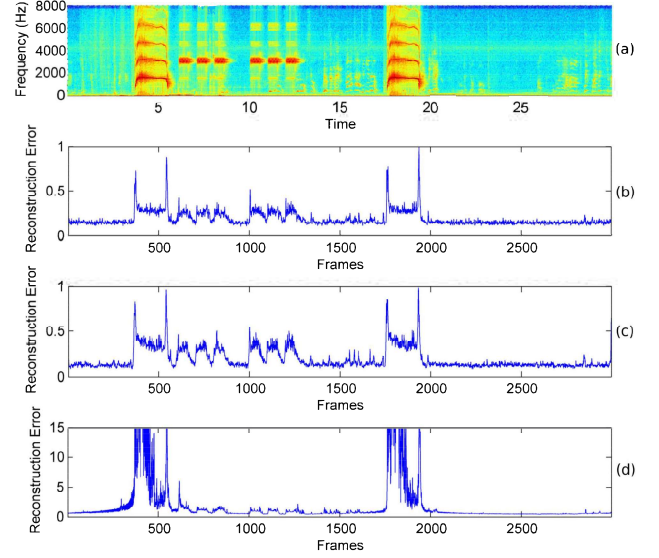 8000
6000
4000
2000
0
Frequency (Hz)
5 10 15 20 25
Time
(a)
1
0.5
0
Reconstruction Error
500 1000 1500 2000 2500
Frames
(b)
1
0.5
0
Reconstruction Error
500 1000 1500 2000 2500
Frames
(c)
15
10
5
0
Reconstruction Error
500 1000 1500 2000 2500
Frames
(d)